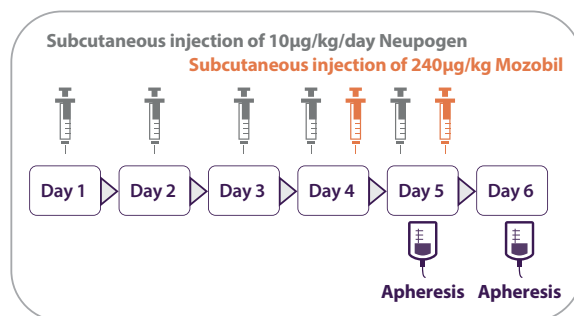 Subcutaneous injection of 10μg/kg/day Neupogen
Subcutaneous injection of 240μg/kg Mozobil
Day 1 Day 2 Day 3 Day 4 Day 5 Day 6
Apheresis Apheresis